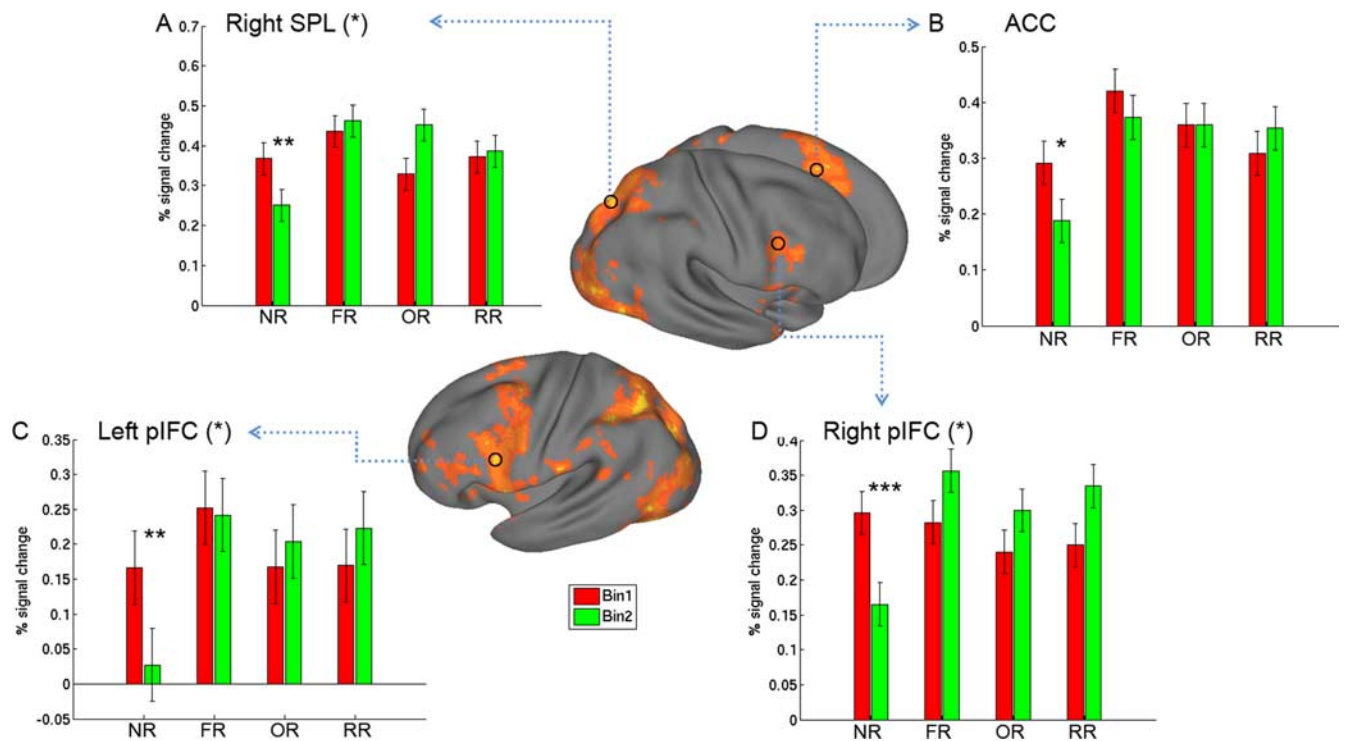 A Right SPL (*)
% signal change
0.7
0.6
0.5
0.4
0.3
0.2
0.1
0
**
NR FR OR RR
B ACC
% signal change
0.5
0.4
0.3
0.2
0.1
0
*
NR FR OR RR
C Left pIFC (*)
% signal change
0.35
0.3
0.25
0.2
0.15
0.1
0.05
0
-0.05
**
NR FR OR RR
Bin1
Bin2
D Right pIFC (*)
% signal change
0.4
0.35
0.3
0.25
0.2
0.15
0.1
0.05
0
***
NR FR OR RR